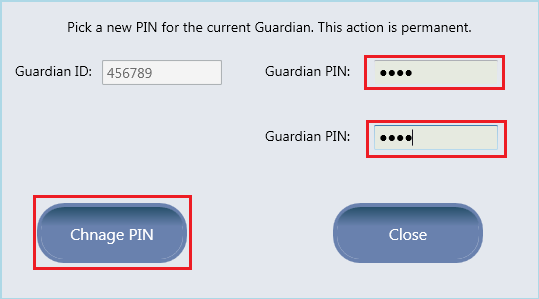 Pick a new PIN for the current Guardian. This action is permanent.
Guardian ID: 456789 Guardian PIN: ●●●●
Guardian PIN: ●●●●
Chnage PIN Close